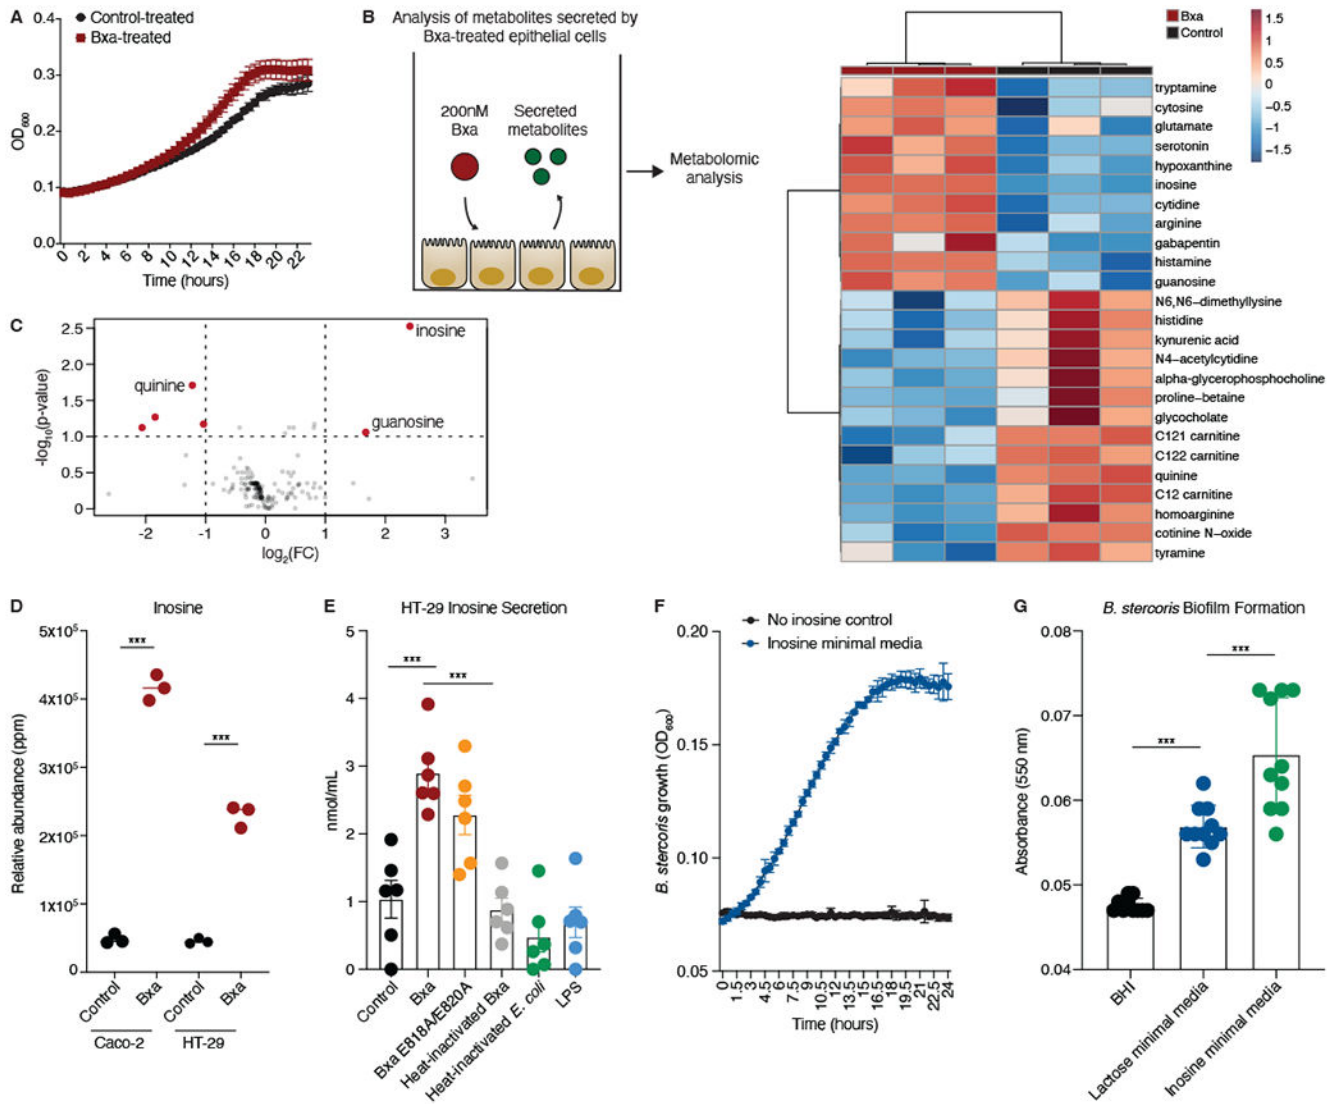 A
Control-treated
Bxa-treated
0.4
0.3
0.2
0.1
0.0
OD600
0 2 4 6 8 10 12 14 16 18 20 22
Time (hours)
B
Analysis of metabolites secreted by
Bxa-treated epithelial cells
200nM
Bxa
Secreted
metabolites
Metabolomic
analysis
Bxa
Control
1.5
1
0.5
0
−0.5
−1
−1.5
tryptamine
cytosine
glutamate
serotonin
hypoxanthine
inosine
cytidine
arginine
gabapentin
histamine
guanosine
N6,N6−dimethyllysine
histidine
kynurenic acid
N4−acetylcytidine
alpha-glycerophosphocholine
proline−betaine
glycocholate
C121 carnitine
C122 carnitine
quinine
C12 carnitine
homoarginine
cotinine N−oxide
tyramine
C
2.5
2.0
1.5
1.0
0.5
0
-log10(p-value)
inosine
quinine
guanosine
-2 -1 0 1 2 3
log2(FC)
D
Inosine
5x10⁵
4x10⁵
3x10⁵
2x10⁵
1x10⁵
0
Relative abundance (ppm)
***
***
Control
Bxa
Control
Bxa
Caco-2
HT-29
E
HT-29 Inosine Secretion
5
4
3
2
1
0
nmol/mL
***
***
Control
Bxa
Bxa E818A/E820A
Heat-inactivated Bxa
Heat-inactivated E. coli
LPS
F
No inosine control
Inosine minimal media
0.20
0.15
0.10
0.05
B. stercoris growth (OD600)
0 1.5 3 4.5 6 7.5 9 10.5 12 13.5 15 16.5 18 19.5 21 22.5 24
Time (hours)
G
B. stercoris Biofilm Formation
0.08
0.07
0.06
0.05
0.04
Absorbance (550 nm)
***
***
BHI
Lactose minimal media
Inosine minimal media